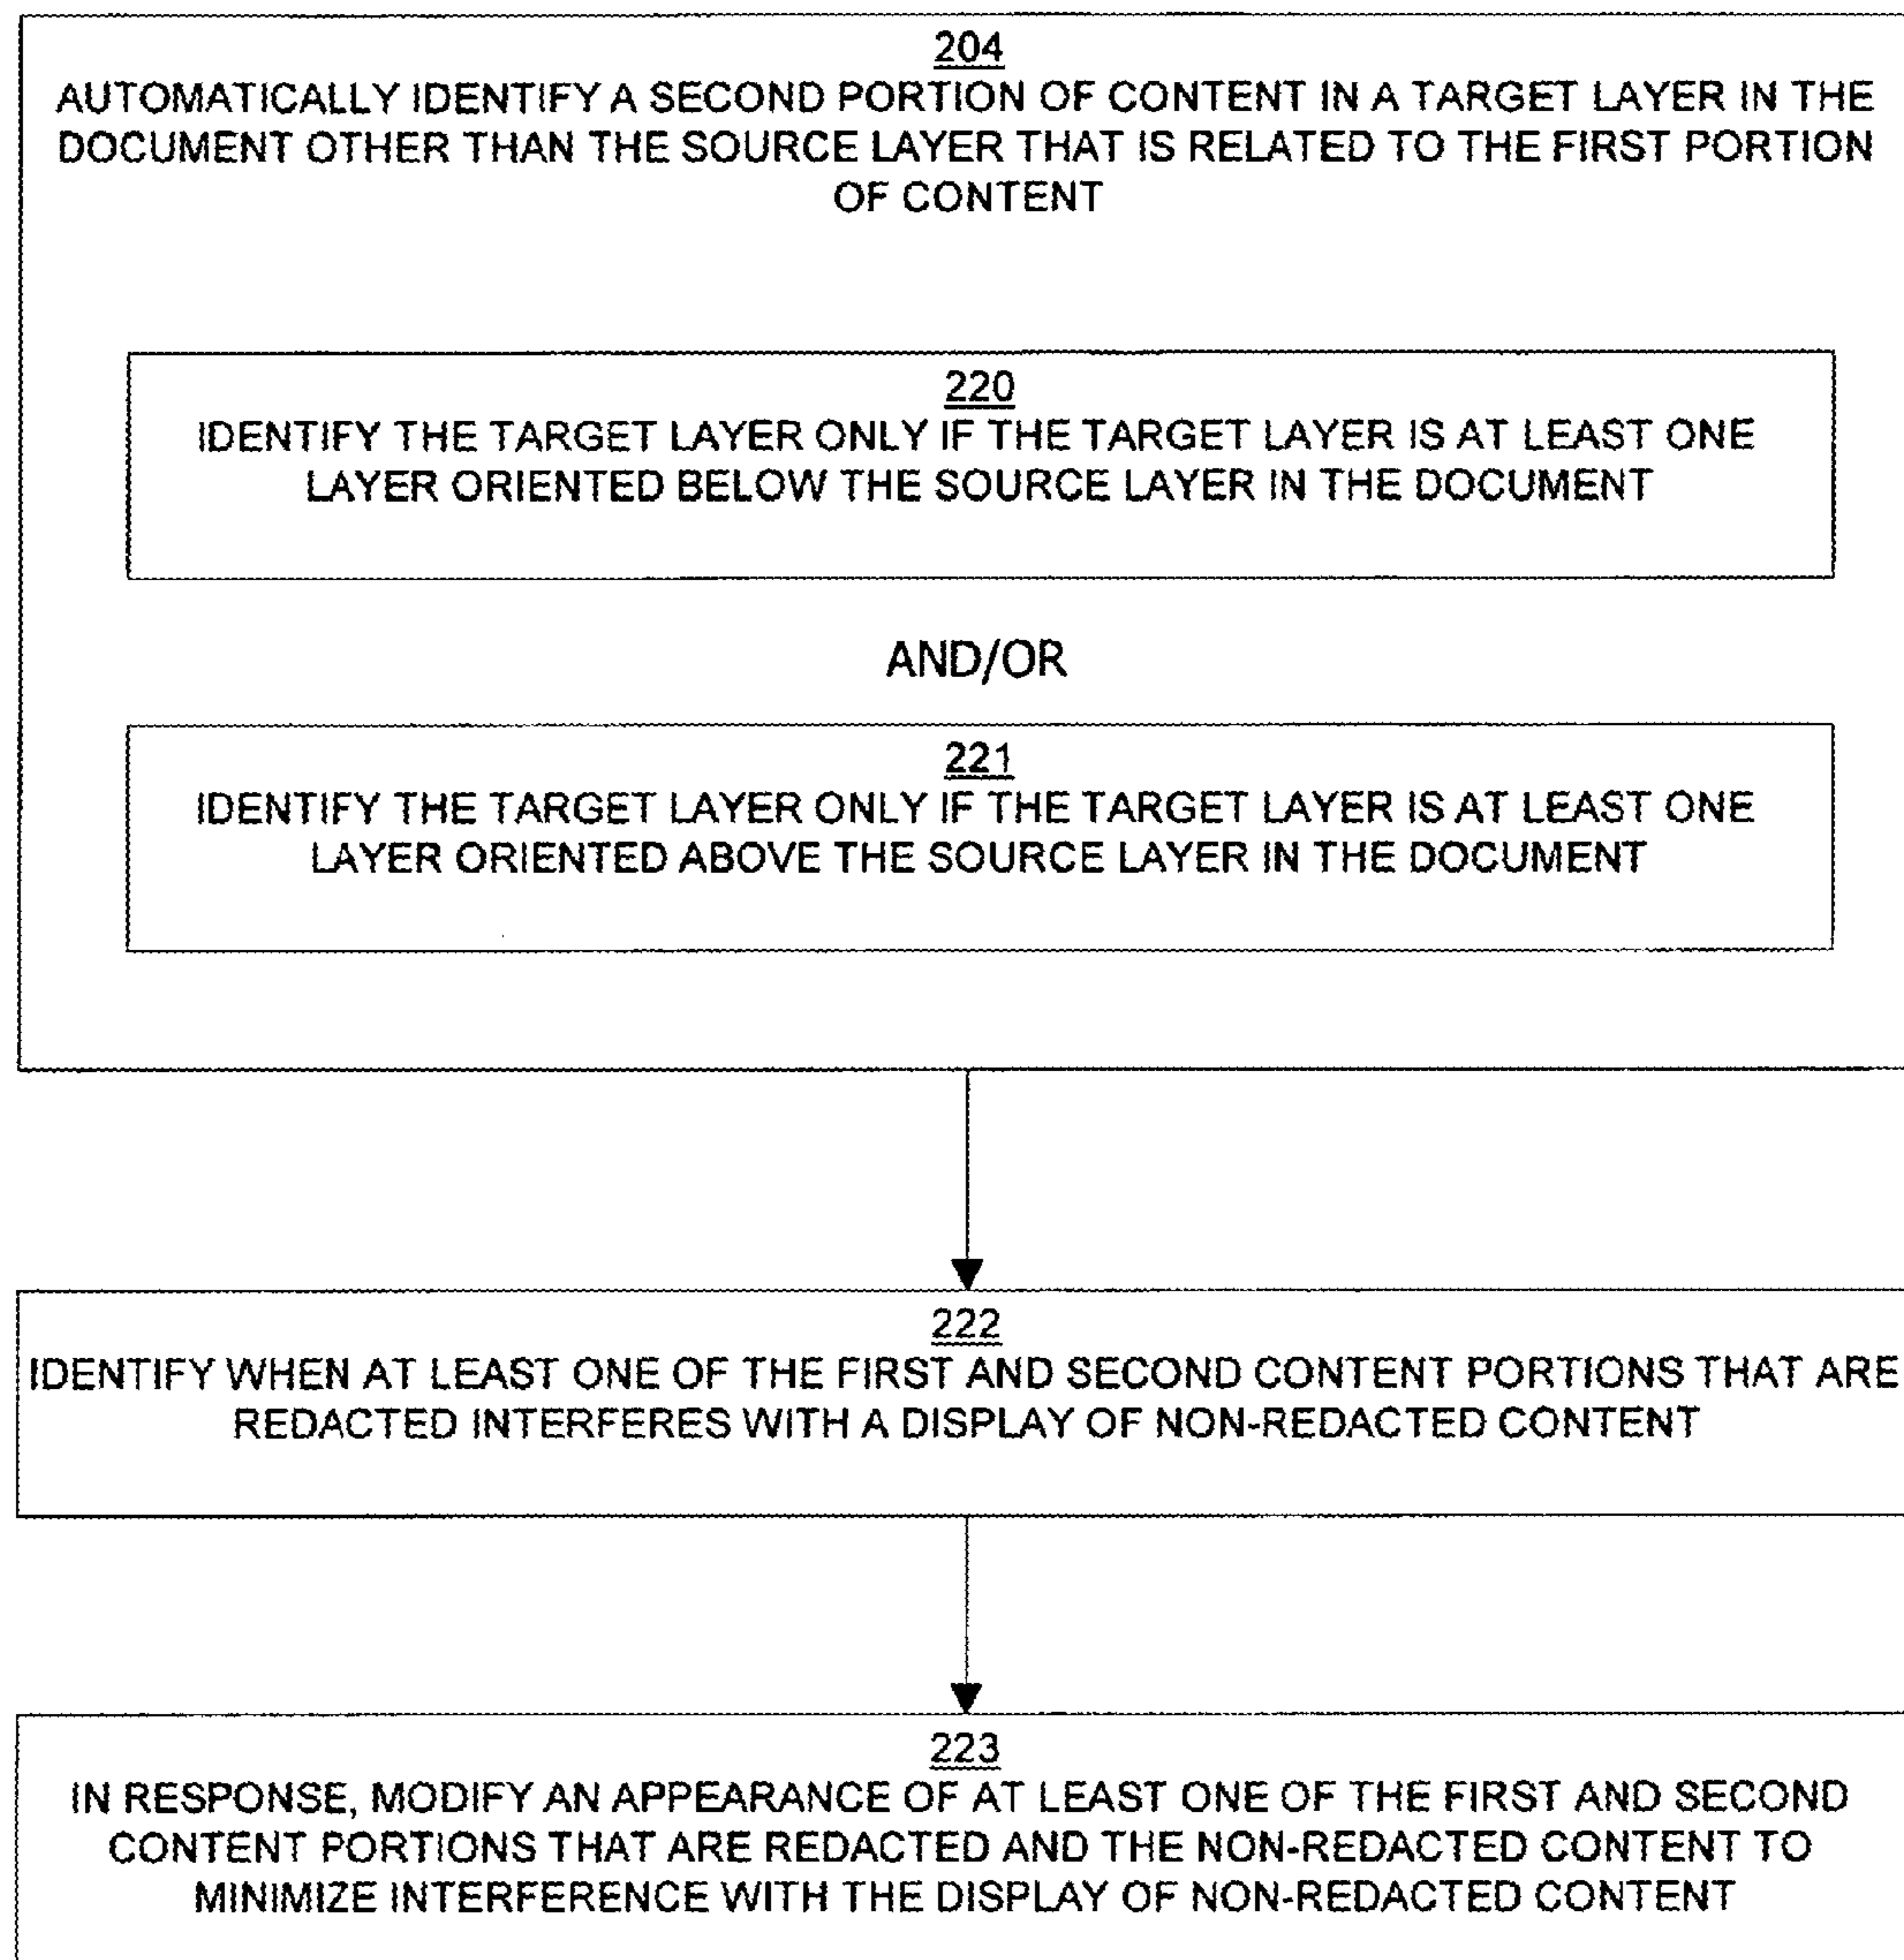 204
AUTOMATICALLY IDENTIFY A SECOND PORTION OF CONTENT IN A TARGET LAYER IN THE
DOCUMENT OTHER THAN THE SOURCE LAYER THAT IS RELATED TO THE FIRST PORTION
OF CONTENT
220
IDENTIFY THE TARGET LAYER ONLY IF THE TARGET LAYER IS AT LEAST ONE
LAYER ORIENTED BELOW THE SOURCE LAYER IN THE DOCUMENT
AND/OR
221
IDENTIFY THE TARGET LAYER ONLY IF THE TARGET LAYER IS AT LEAST ONE
LAYER ORIENTED ABOVE THE SOURCE LAYER IN THE DOCUMENT
222
IDENTIFY WHEN AT LEAST ONE OF THE FIRST AND SECOND CONTENT PORTIONS THAT ARE
REDACTED INTERFERES WITH A DISPLAY OF NON-REDACTED CONTENT
223
IN RESPONSE, MODIFY AN APPEARANCE OF AT LEAST ONE OF THE FIRST AND SECOND
CONTENT PORTIONS THAT ARE REDACTED AND THE NON-REDACTED CONTENT TO
MINIMIZE INTERFERENCE WITH THE DISPLAY OF NON-REDACTED CONTENT